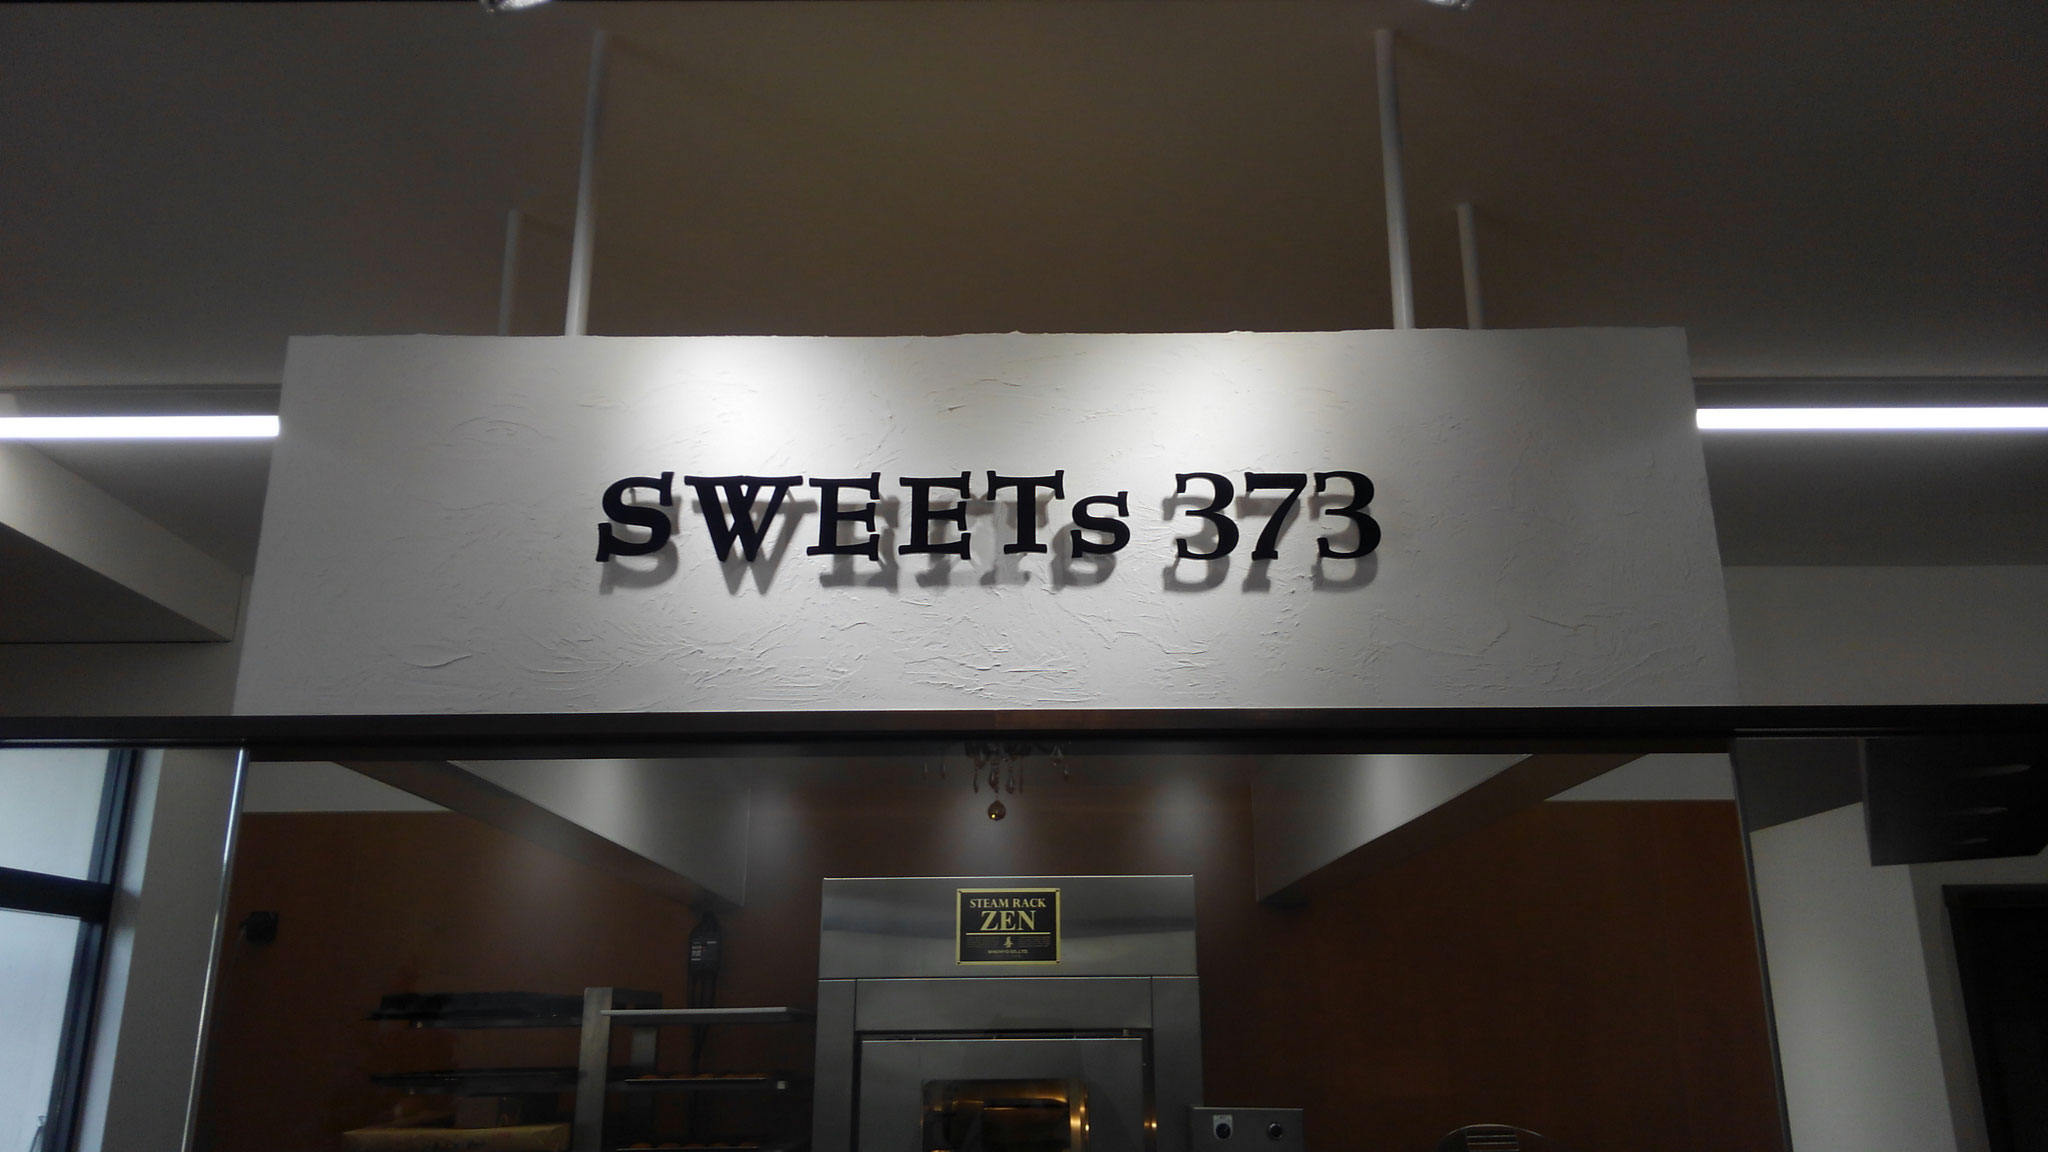 SWEETs 373
STEAM RACK
ZEN